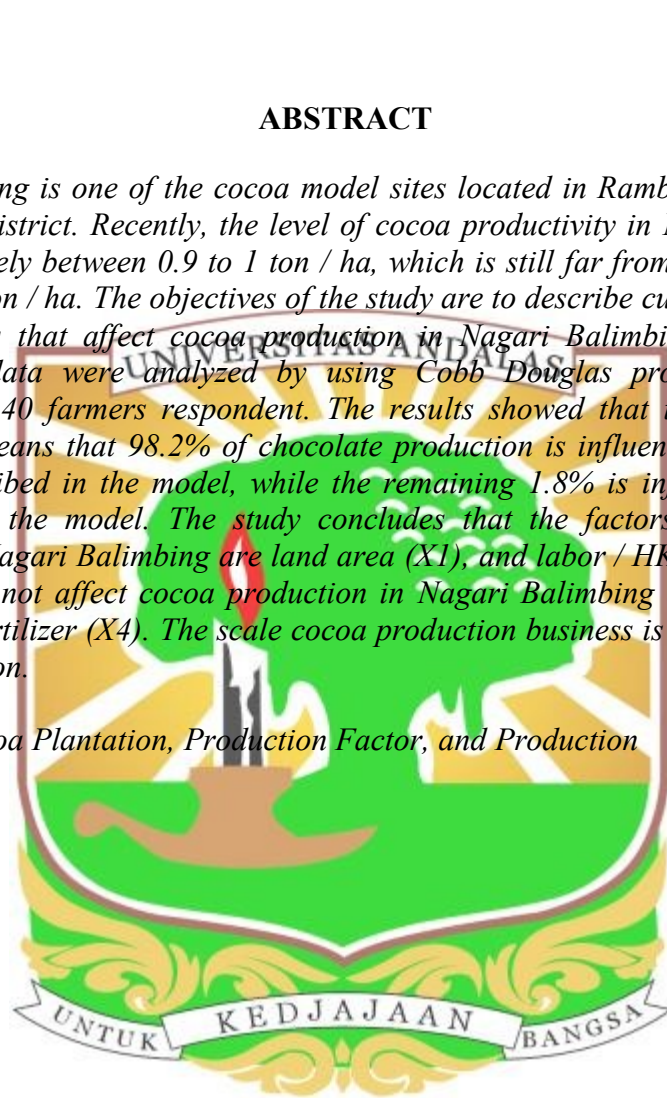 ABSTRACT
ng is one of the cocoa model sites located in Ramb
istrict. Recently, the level of cocoa productivity in
ely between 0.9 to 1 ton / ha, which is still far from
on / ha. The objectives of the study are to describe cu
that affect cocoa production in Nagari Balimbi
UNIVERSITAS ANDALAS
lata were analyzed by using Cobb Douglas pro
40 farmers respondent. The results showed that
eans that 98.2% of chocolate production is influen
ibed in the model, while the remaining 1.8% is inf
the model. The study concludes that the factors
Nagari Balimbing are land area (X1), and labor / HK
not affect cocoa production in Nagari Balimbing
rtilizer (X4). The scale cocoa production business is
on.
oa Plantation, Production Factor, and Production
UNTUK KEDJAJAAN BANGSA